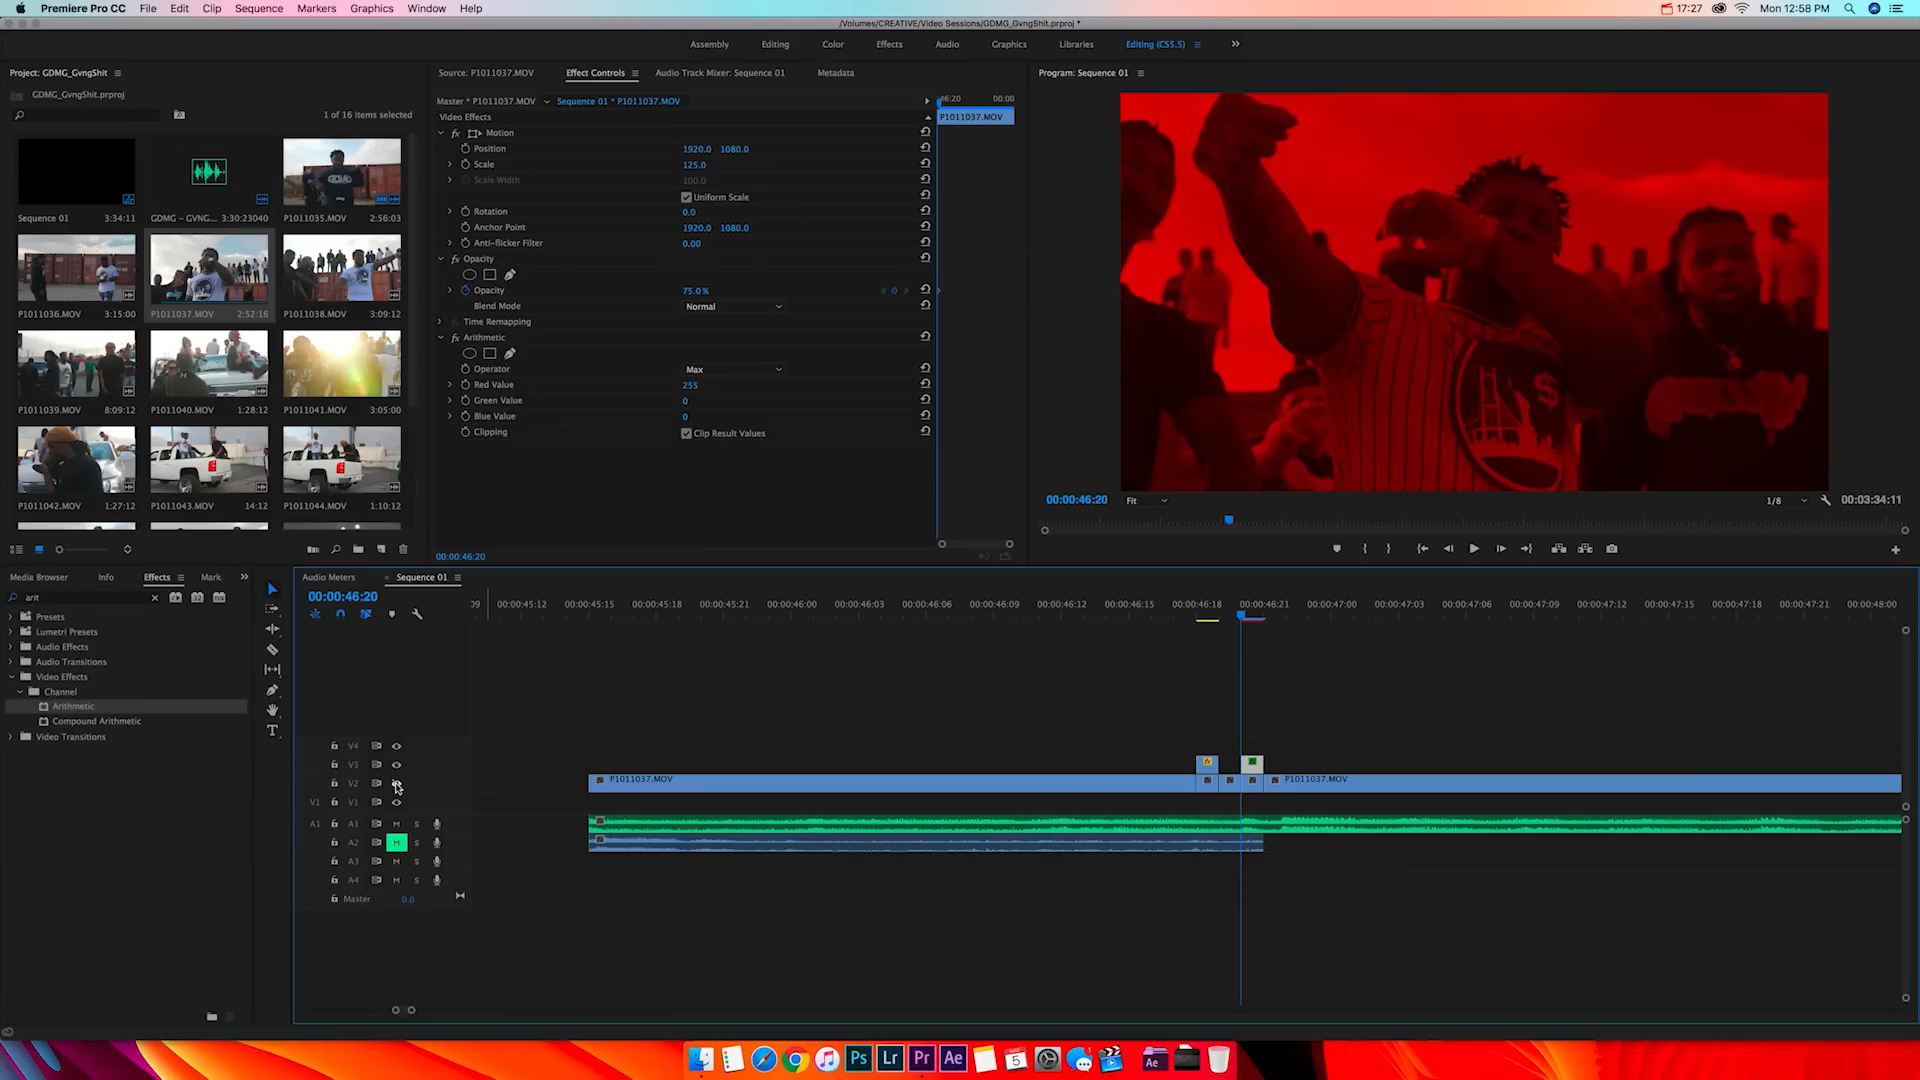 Premiere Pro CC File Edit Clip Sequence Markers Graphics Window Help 17:27 Mon 12:58 PM
/Volumes/CREATIVE/Video Sessions/GDMG_GvngShit.prproj *
Assembly Editing Color Effects Audio Graphics Libraries Editing (CS5.5)
Project: GDMG_GvngShit
GDMG_GvngShit.prproj
1 of 16 items selected
Sequence 01 3:34:11 GDMG – GVNG... 3:30:23040 P1011035.MOV 2:56:03
P1011036.MOV 3:15:00 P1011037.MOV 2:52:16 P1011038.MOV 3:09:12
P1011039.MOV 8:09:12 P1011040.MOV 1:28:12 P1011041.MOV 3:05:00
P1011042.MOV 1:27:12 P1011043.MOV 14:12 P1011044.MOV 1:10:12
Source: P1011037.MOV Effect Controls Audio Track Mixer: Sequence 01 Metadata
Master * P1011037.MOV Sequence 01 * P1011037.MOV
Video Effects
fx Motion
Position 1920.0 1080.0
Scale 125.0
Scale Width 100.0
Uniform Scale
Rotation 0.0
Anchor Point 1920.0 1080.0
Anti-flicker Filter 0.00
fx Opacity
Opacity 75.0 %
Blend Mode Normal
Time Remapping
fx Arithmetic
Operator Max
Red Value 255
Green Value 0
Blue Value 0
Clipping Clip Result Values
46:20 00:00
P1011037.MOV
00:00:46:20
Program: Sequence 01
$
00:00:46:20 Fit 1/8 00:03:34:11
Media Browser Info Effects Mark
arit
Presets
Lumetri Presets
Audio Effects
Audio Transitions
Video Effects
Channel
Arithmetic
Compound Arithmetic
Video Transitions
T
Audio Meters × Sequence 01
00:00:46:20
09 00:00:45:12 00:00:45:15 00:00:45:18 00:00:45:21 00:00:46:00 00:00:46:03 00:00:46:06 00:00:46:09 00:00:46:12 00:00:46:15 00:00:46:18 00:00:46:21 00:00:47:00 00:00:47:03 00:00:47:06 00:00:47:09 00:00:47:12 00:00:47:15 00:00:47:18 00:00:47:21 00:00:48:00
V4
V3
V2 P1011037.MOV P1011037.MOV
V1 V1
A1 A1 M S
A2 M S
A3 M S
A4 M S
Master 0.0
Ps Lr Pr Ae 5 Ae